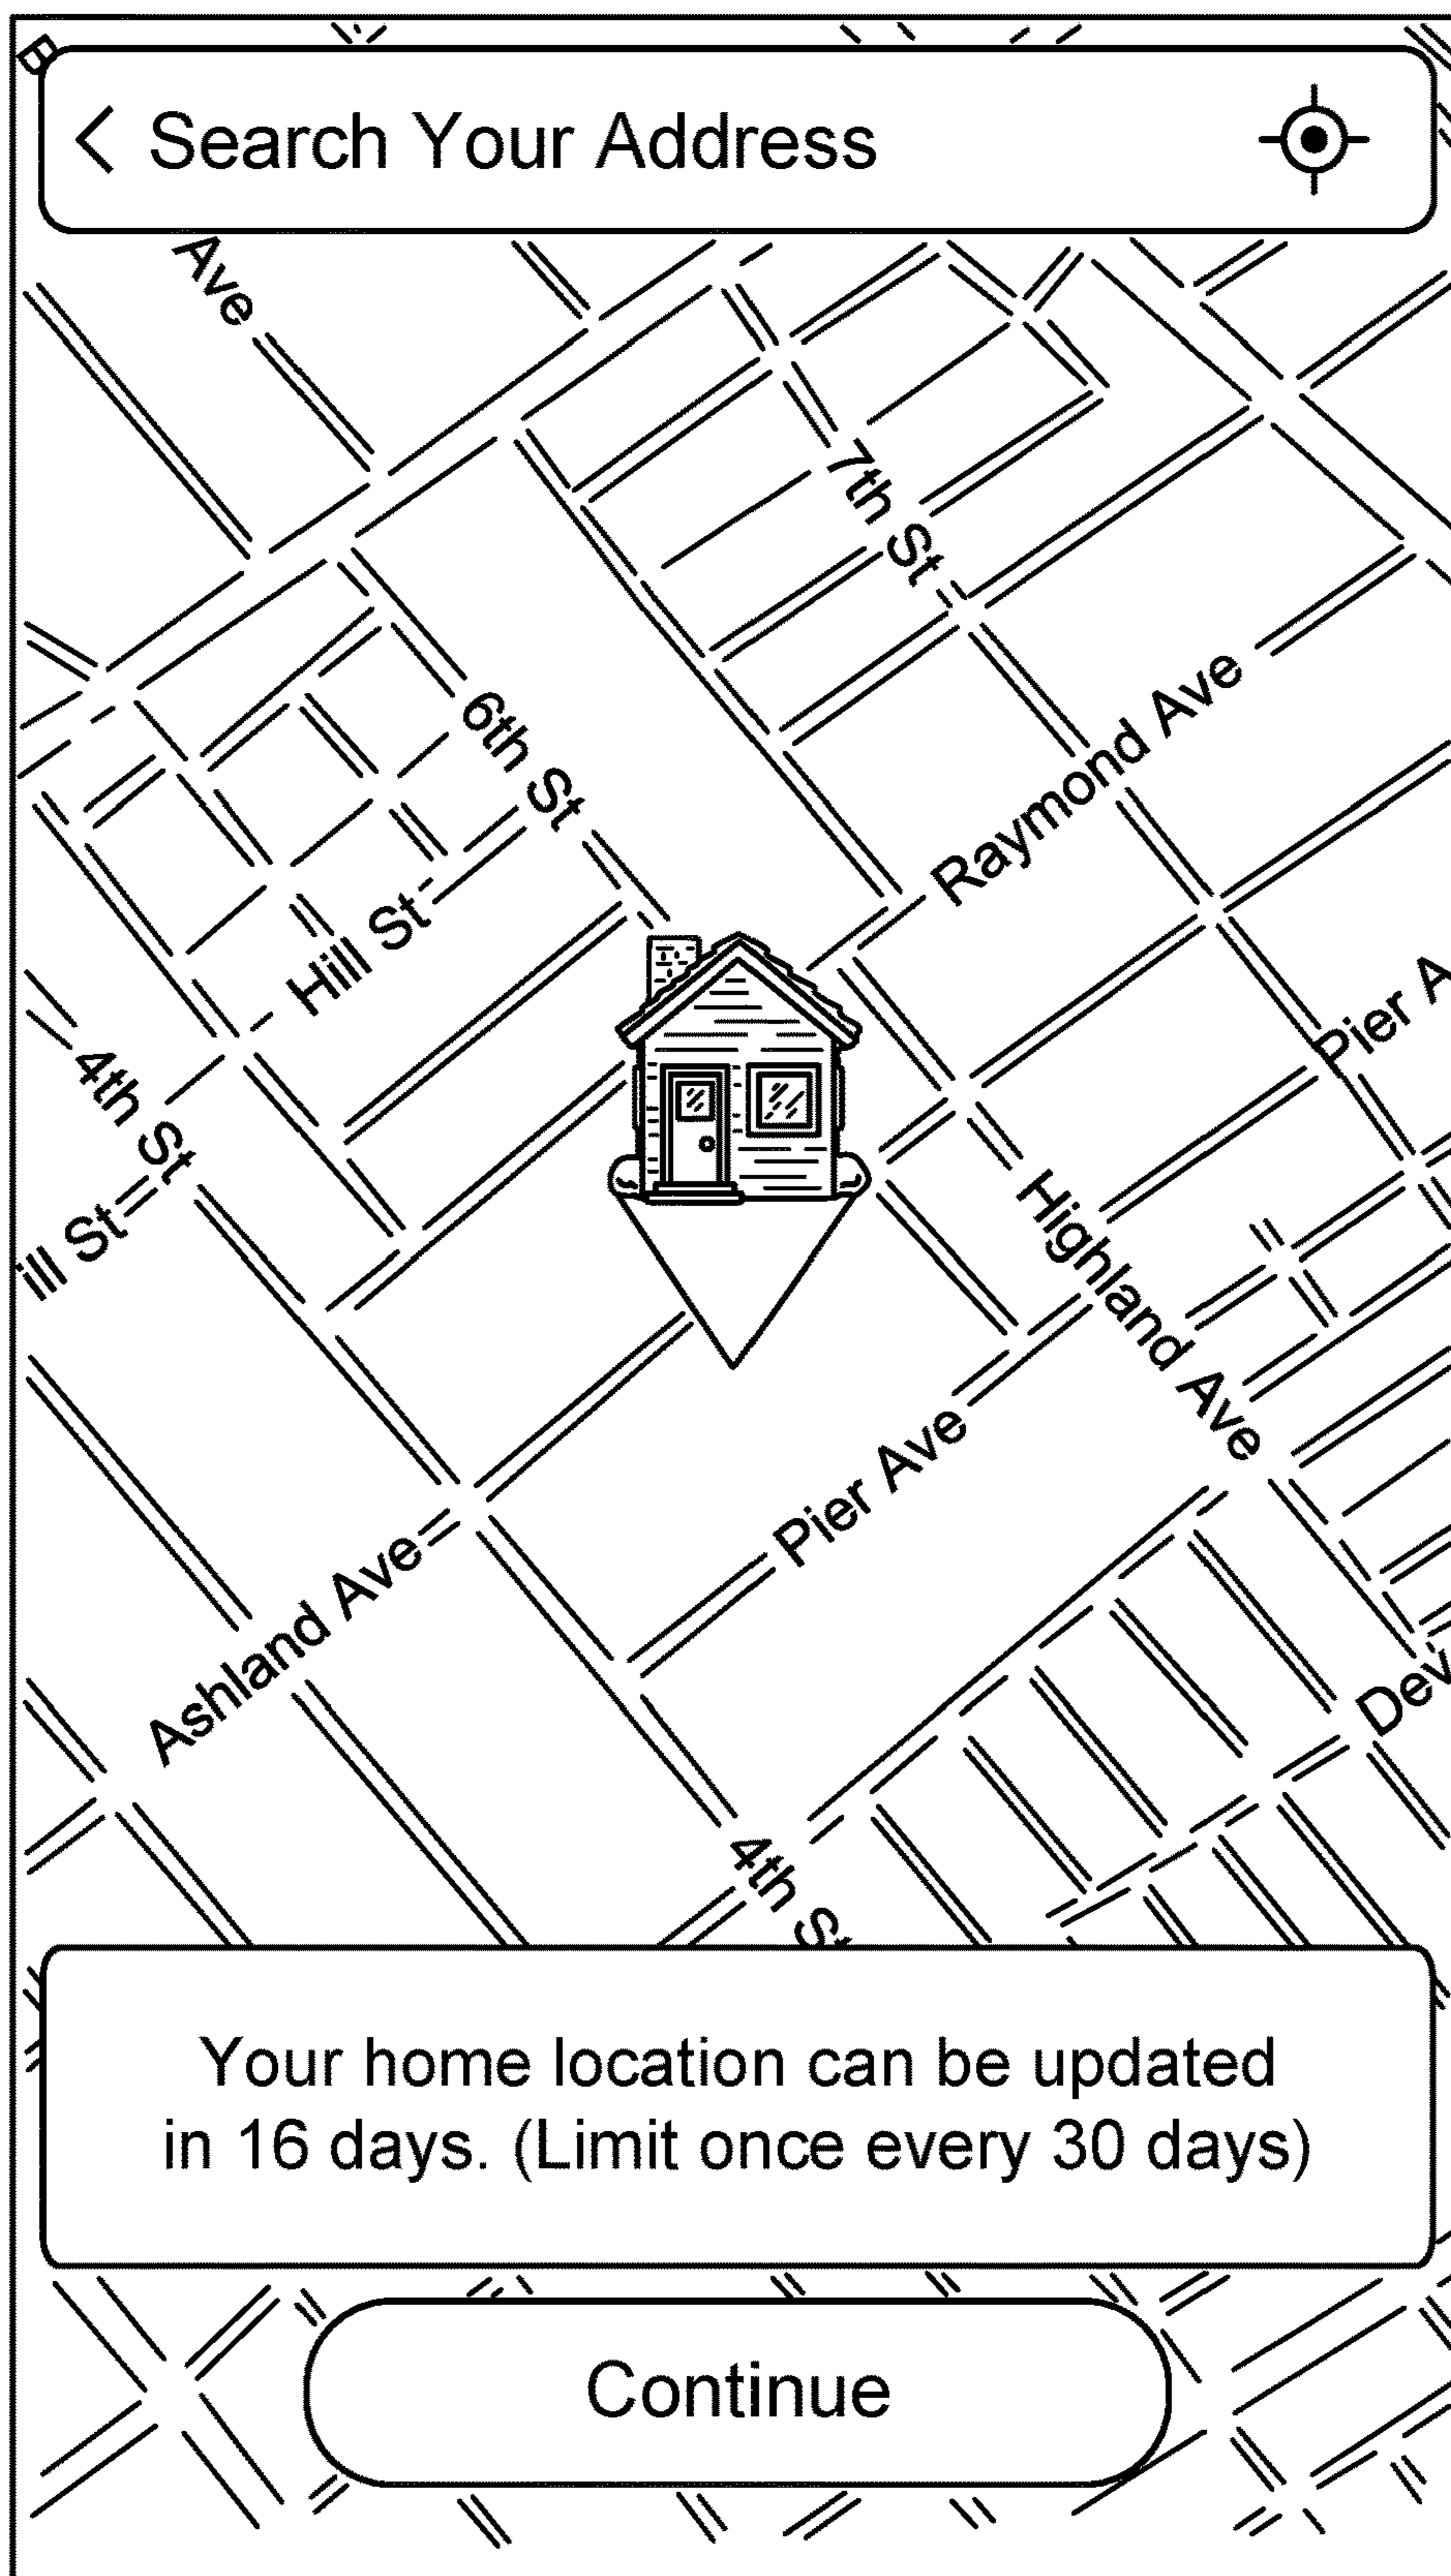 B
Search Your Address
Ave
7th St
6th St
Raymond Ave
Hill St
Pier A
4th St
ill St
Highland Ave
Pier Ave
Ashland Ave
Dev
4th St
Your home location can be updated
in 16 days. (Limit once every 30 days)
Continue